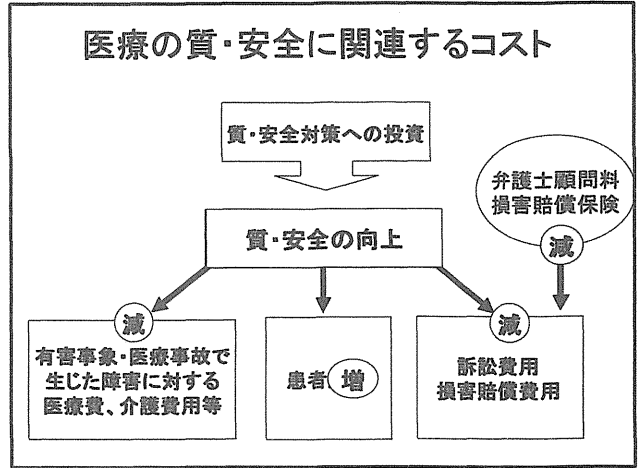 医療の質・安全に関連するコスト
質・安全対策への投資
弁護士顧問料
損害賠償保険
減
質・安全の向上
減
有害事象・医療事故で
生じた障害に対する
医療費、介護費用等
患者 増
減
訴訟費用
損害賠償費用